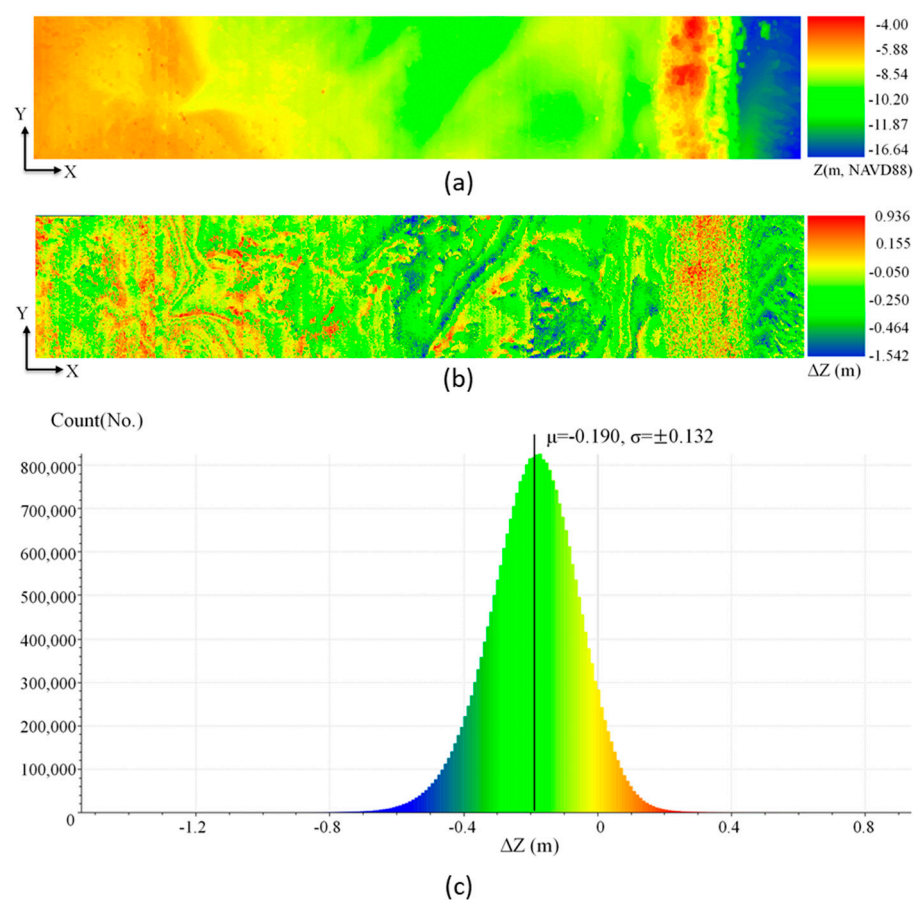 -4.00
-5.88
-8.54
-10.20
-11.87
-16.64
Z(m, NAVD88)
Y
X
(a)
0.936
0.155
-0.050
-0.250
-0.464
-1.542
ΔZ (m)
Y
X
(b)
Count(No.)
μ=-0.190, σ=±0.132
800,000
700,000
600,000
500,000
400,000
300,000
200,000
100,000
0
-1.2 -0.8 -0.4 0 0.4 0.8
ΔZ (m)
(c)